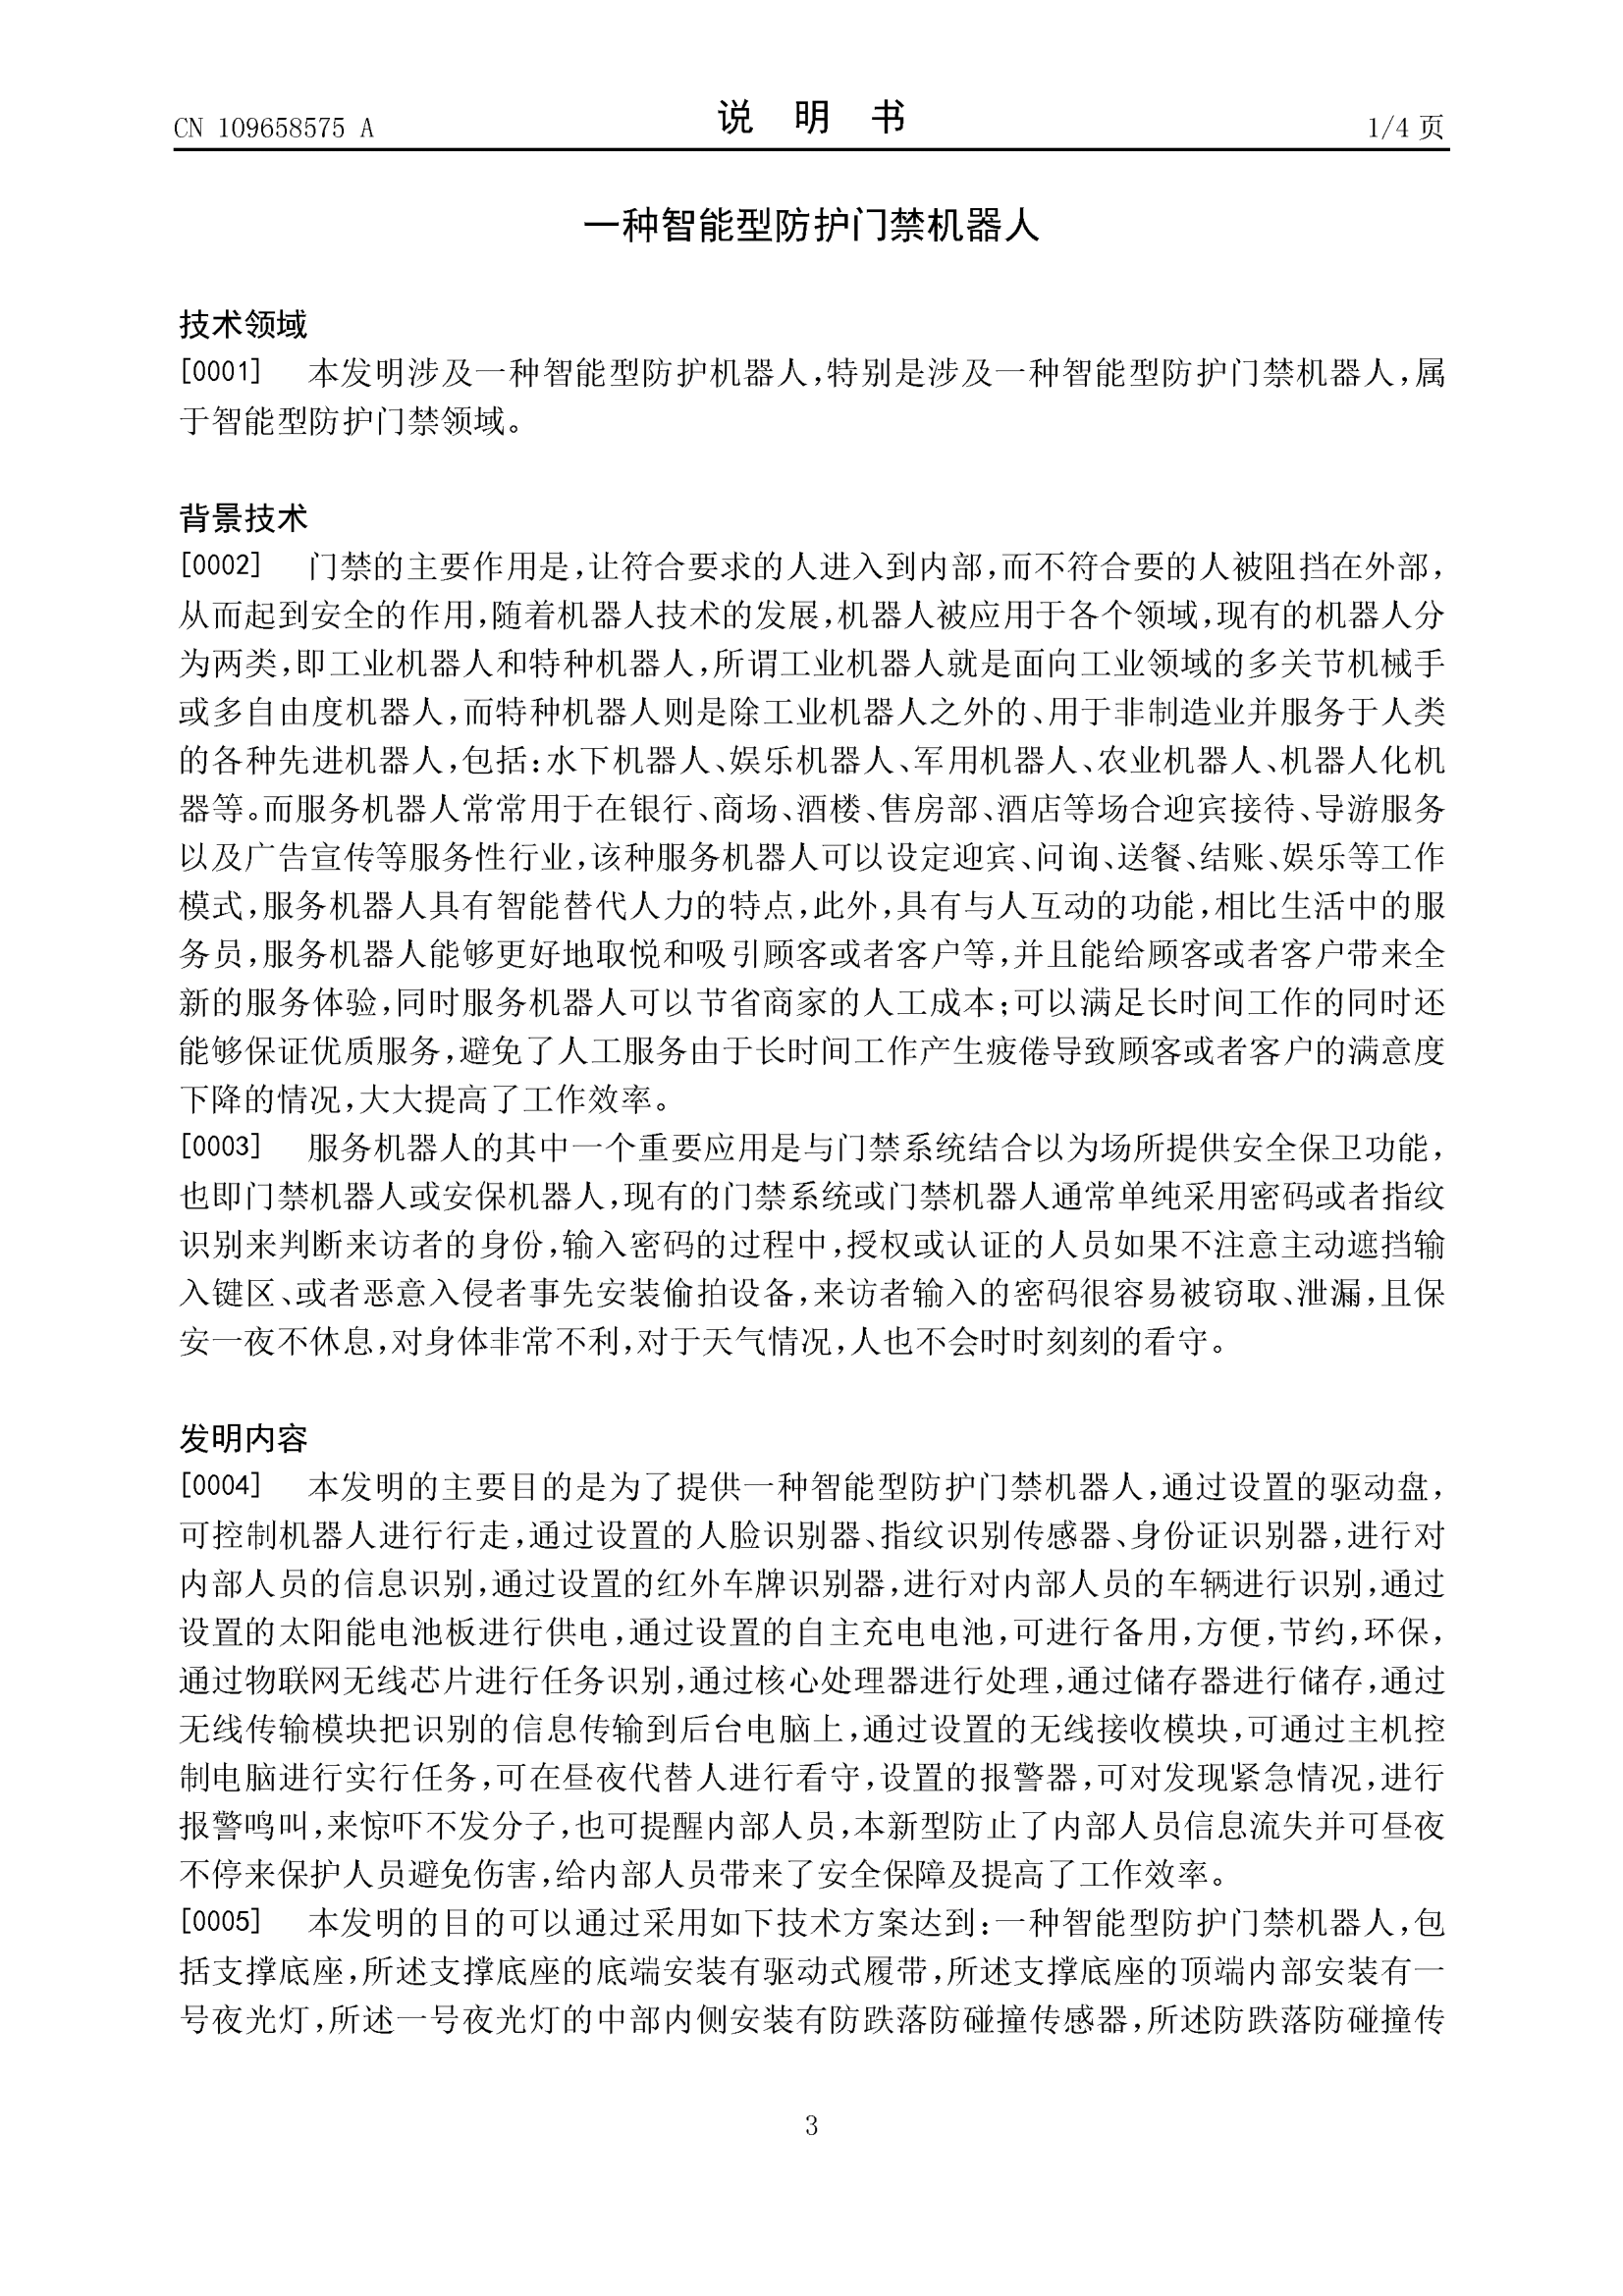 CN 109658575 A
说 明 书
1/4 页
一种智能型防护门禁机器人
技术领域
[0001] 本发明涉及一种智能型防护机器人,特别是涉及一种智能型防护门禁机器人,属
于智能型防护门禁领域。
背景技术
[0002] 门禁的主要作用是,让符合要求的人进入到内部,而不符合要的人被阻挡在外部,
从而起到安全的作用,随着机器人技术的发展,机器人被应用于各个领域,现有的机器人分
为两类,即工业机器人和特种机器人,所谓工业机器人就是面向工业领域的多关节机械手
或多自由度机器人,而特种机器人则是除工业机器人之外的、用于非制造业并服务于人类
的各种先进机器人,包括:水下机器人、娱乐机器人、军用机器人、农业机器人、机器人化机
器等。而服务机器人常常用于在银行、商场、酒楼、售房部、酒店等场合迎宾接待、导游服务
以及广告宣传等服务性行业,该种服务机器人可以设定迎宾、问询、送餐、结账、娱乐等工作
模式,服务机器人具有智能替代人力的特点,此外,具有与人互动的功能,相比生活中的服
务员,服务机器人能够更好地取悦和吸引顾客或者客户等,并且能给顾客或者客户带来全
新的服务体验,同时服务机器人可以节省商家的人工成本;可以满足长时间工作的同时还
能够保证优质服务,避免了人工服务由于长时间工作产生疲倦导致顾客或者客户的满意度
下降的情况,大大提高了工作效率。
[0003] 服务机器人的其中一个重要应用是与门禁系统结合以为场所提供安全保卫功能,
也即门禁机器人或安保机器人,现有的门禁系统或门禁机器人通常单纯采用密码或者指纹
识别来判断来访者的身份,输入密码的过程中,授权或认证的人员如果不注意主动遮挡输
入键区、或者恶意入侵者事先安装偷拍设备,来访者输入的密码很容易被窃取、泄漏,且保
安一夜不休息,对身体非常不利,对于天气情况,人也不会时时刻刻的看守。
发明内容
[0004] 本发明的主要目的是为了提供一种智能型防护门禁机器人,通过设置的驱动盘,
可控制机器人进行行走,通过设置的人脸识别器、指纹识别传感器、身份证识别器,进行对
内部人员的信息识别,通过设置的红外车牌识别器,进行对内部人员的车辆进行识别,通过
设置的太阳能电池板进行供电,通过设置的自主充电电池,可进行备用,方便,节约,环保,
通过物联网无线芯片进行任务识别,通过核心处理器进行处理,通过储存器进行储存,通过
无线传输模块把识别的信息传输到后台电脑上,通过设置的无线接收模块,可通过主机控
制电脑进行实行任务,可在昼夜代替人进行看守,设置的报警器,可对发现紧急情况,进行
报警鸣叫,来惊吓不发分子,也可提醒内部人员,本新型防止了内部人员信息流失并可昼夜
不停来保护人员避免伤害,给内部人员带来了安全保障及提高了工作效率。
[0005] 本发明的目的可以通过采用如下技术方案达到:一种智能型防护门禁机器人,包
括支撑底座,所述支撑底座的底端安装有驱动式履带,所述支撑底座的顶端内部安装有一
号夜光灯,所述一号夜光灯的中部内侧安装有防跌落防碰撞传感器,所述防跌落防碰撞传
3